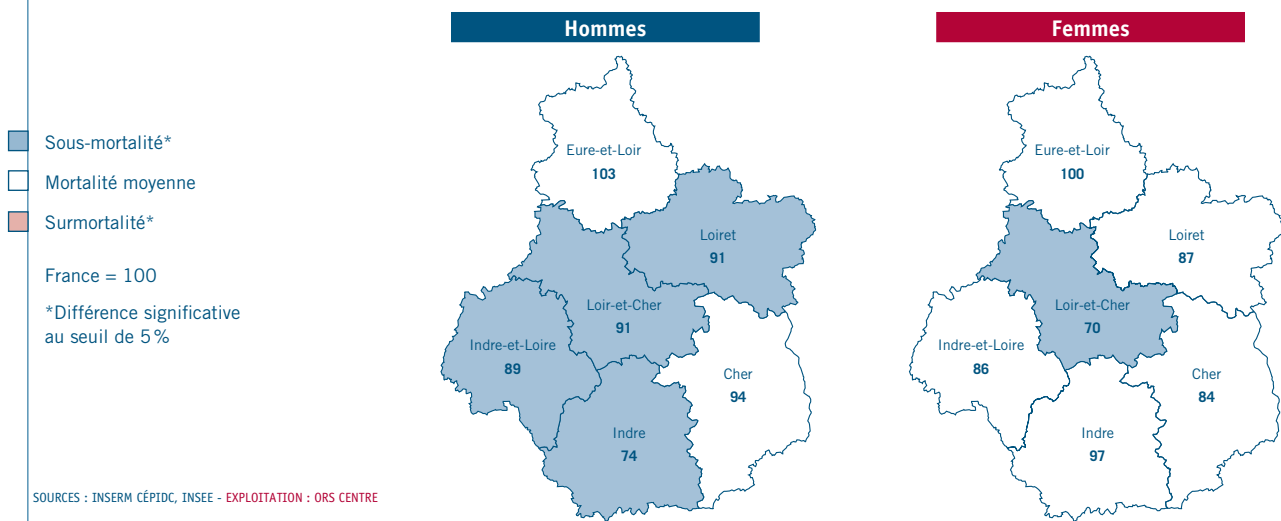 Hommes
Femmes
Sous-mortalité*
Mortalité moyenne
Surmortalité*
France = 100
*Différence significative
au seuil de 5 %
Eure-et-Loir
103
Loiret
91
Loir-et-Cher
91
Indre-et-Loire
89
Cher
94
Indre
74
Eure-et-Loir
100
Loiret
87
Loir-et-Cher
70
Indre-et-Loire
86
Cher
84
Indre
97
SOURCES : INSERM CÉPIDC, INSEE - EXPLOITATION : ORS CENTRE